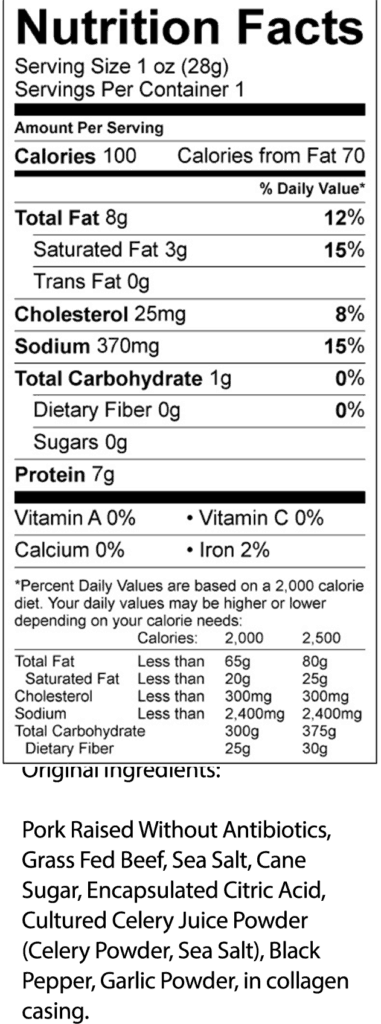 Nutrition Facts
Serving Size 1 oz (28g)
Servings Per Container 1
Amount Per Serving
Calories 100 Calories from Fat 70
% Daily Value*
Total Fat 8g 12%
Saturated Fat 3g 15%
Trans Fat 0g
Cholesterol 25mg 8%
Sodium 370mg 15%
Total Carbohydrate 1g 0%
Dietary Fiber 0g 0%
Sugars 0g
Protein 7g
Vitamin A 0% • Vitamin C 0%
Calcium 0% • Iron 2%
*Percent Daily Values are based on a 2,000 calorie
diet. Your daily values may be higher or lower
depending on your calorie needs:
Calories: 2,000 2,500
Total Fat Less than 65g 80g
Saturated Fat Less than 20g 25g
Cholesterol Less than 300mg 300mg
Sodium Less than 2,400mg 2,400mg
Total Carbohydrate 300g 375g
Dietary Fiber 25g 30g
Original Ingredients:
Pork Raised Without Antibiotics,
Grass Fed Beef, Sea Salt, Cane
Sugar, Encapsulated Citric Acid,
Cultured Celery Juice Powder
(Celery Powder, Sea Salt), Black
Pepper, Garlic Powder, in collagen
casing.